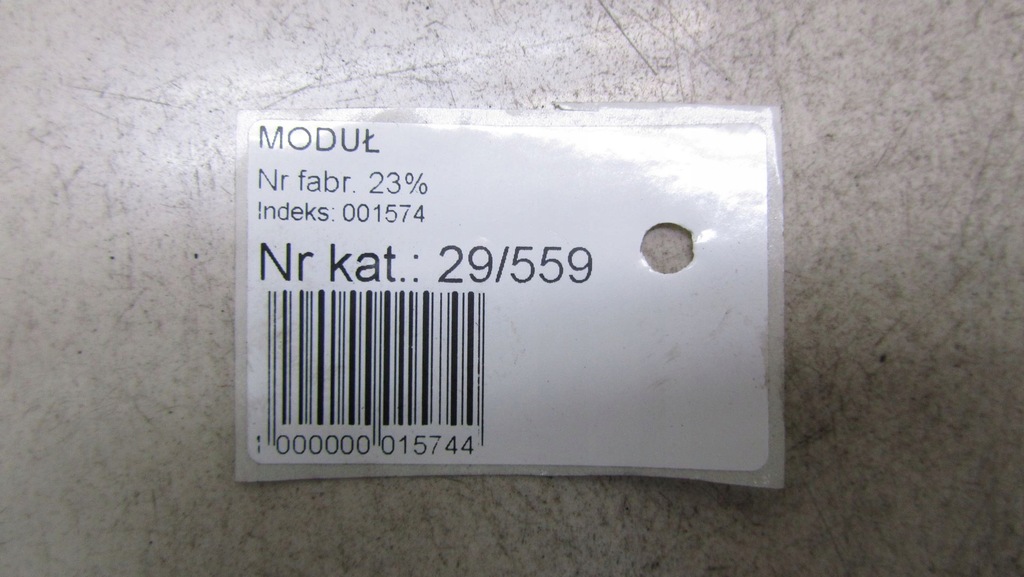 MODUŁ
Nr fabr. 23%
Indeks: 001574
Nr kat.: 29/559
1 000000 015744